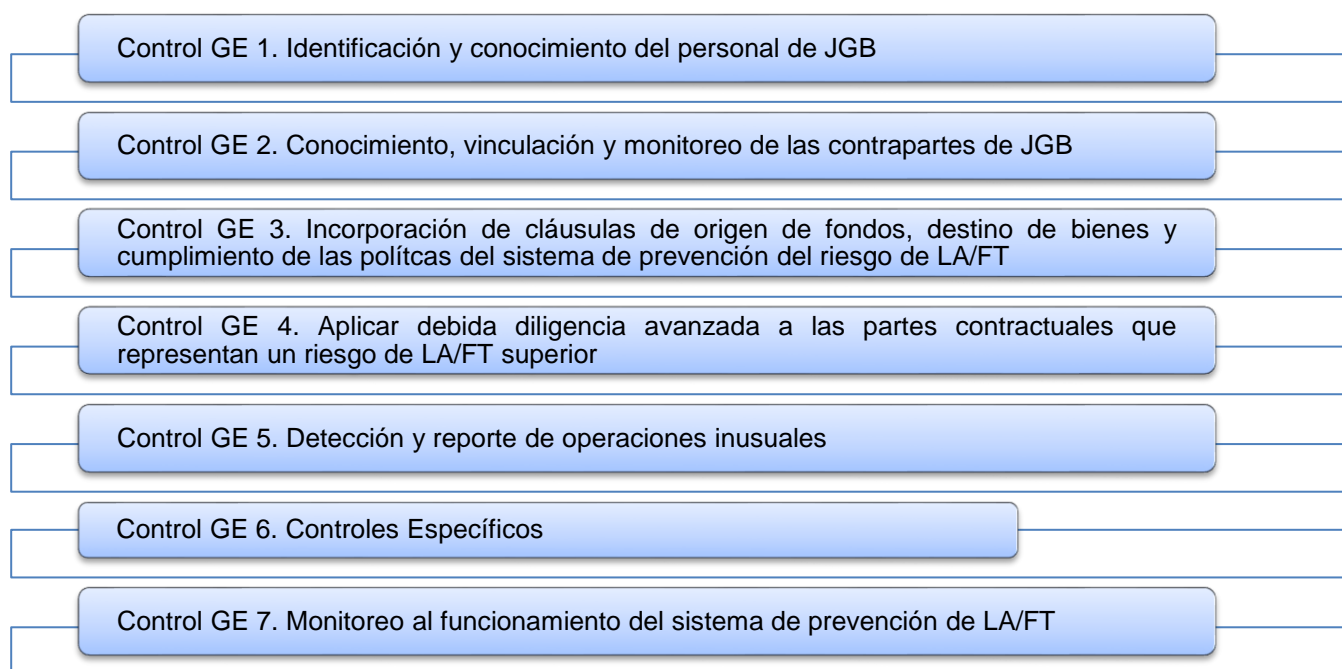 Control GE 1. Identificación y conocimiento del personal de JGB
Control GE 2. Conocimiento, vinculación y monitoreo de las contrapartes de JGB
Control GE 3. Incorporación de cláusulas de origen de fondos, destino de bienes y
cumplimiento de las polítcas del sistema de prevención del riesgo de LA/FT
Control GE 4. Aplicar debida diligencia avanzada a las partes contractuales que
representan un riesgo de LA/FT superior
Control GE 5. Detección y reporte de operaciones inusuales
Control GE 6. Controles Específicos
Control GE 7. Monitoreo al funcionamiento del sistema de prevención de LA/FT